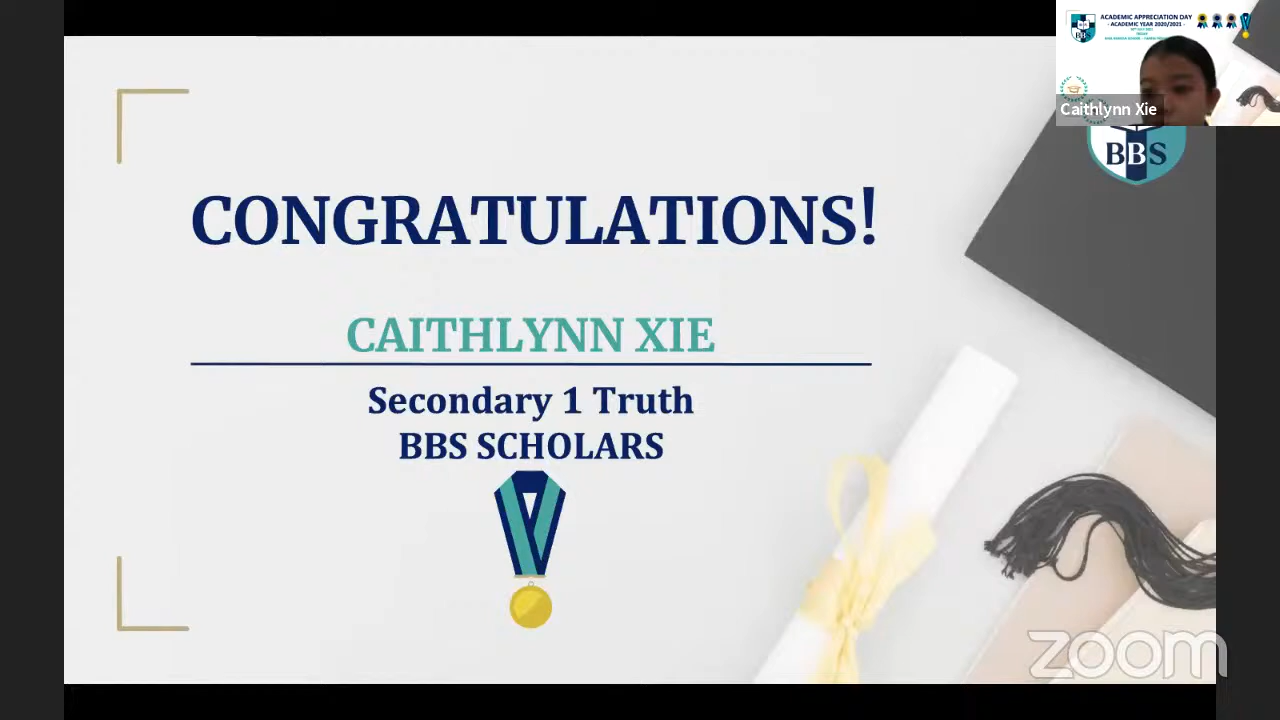 ACADEMIC APPRECIATION DAY
- ACADEMIC YEAR 2020/2021 -
BBS
Caithlynn Xie
BBS
CONGRATULATIONS!
CAITHLYNN XIE
Secondary 1 Truth
BBS SCHOLARS
zoom